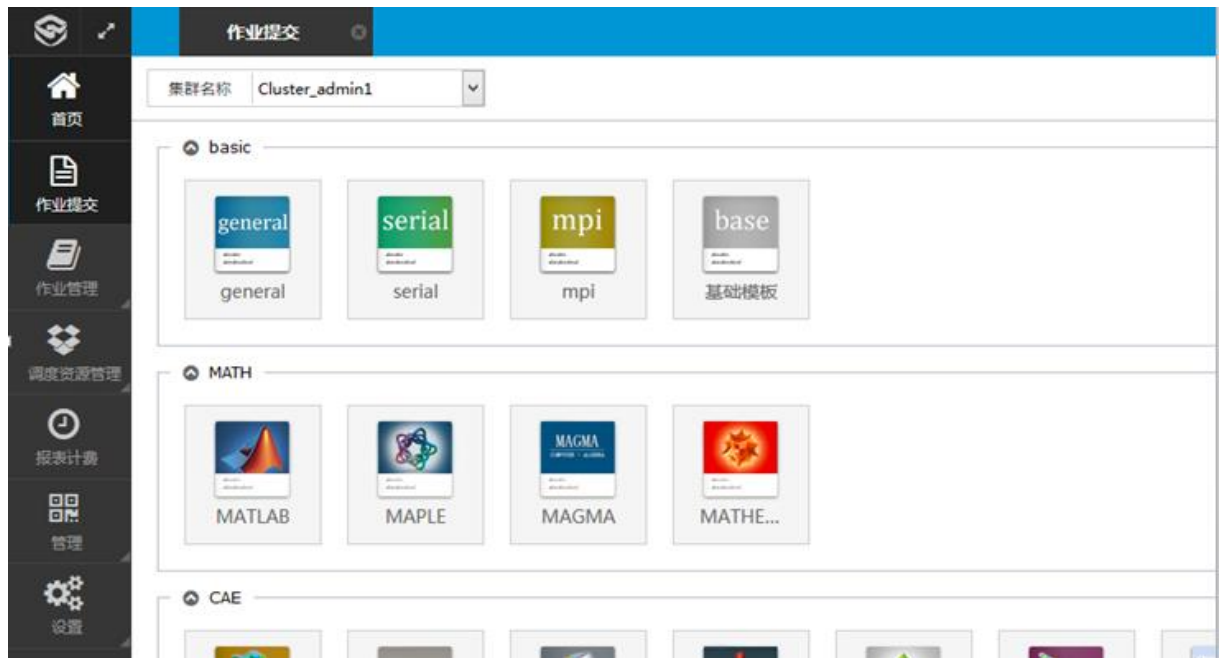 作业提交
首页
作业提交
作业管理
调度资源管理
报表计费
管理
设置
集群名称 Cluster_admin1
basic
general serial mpi base
general serial mpi 基础模板
MATH
MAGMA
MATLAB MAPLE MAGMA MATHE...
CAE